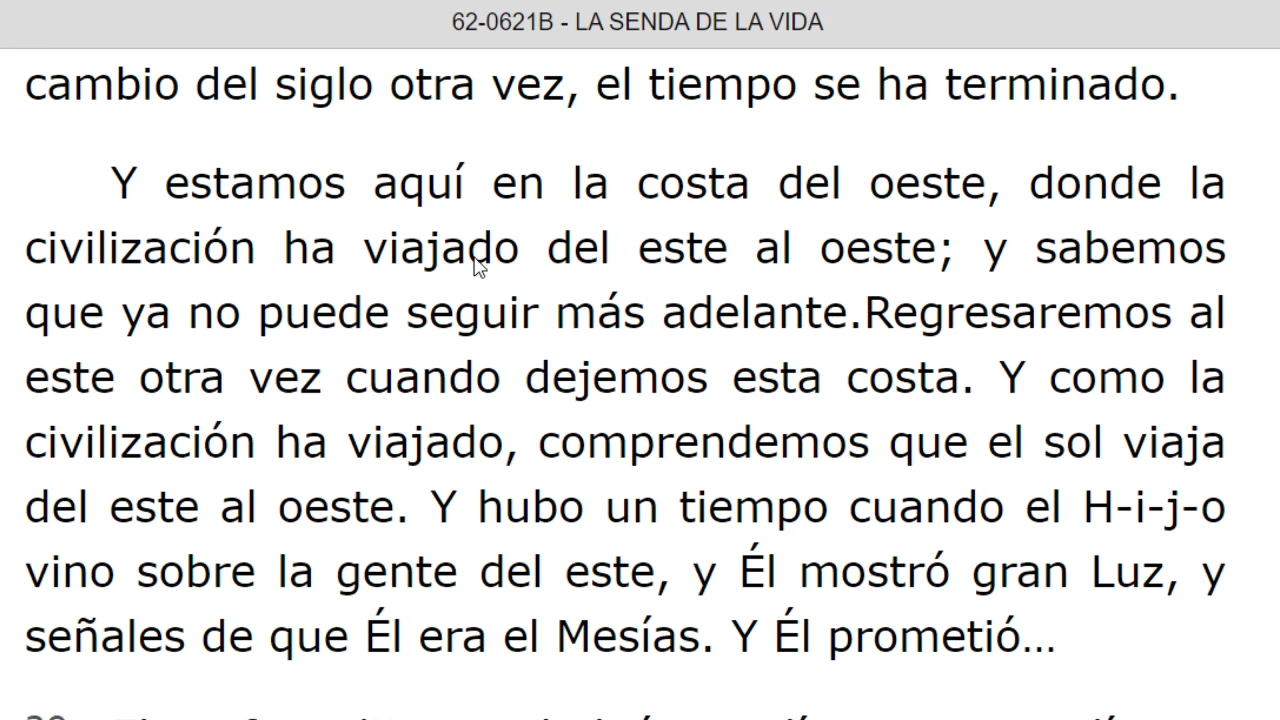 62-0621B - LA SENDA DE LA VIDA
cambio del siglo otra vez, el tiempo se ha terminado.
Y estamos aquí en la costa del oeste, donde la
civilización ha viajado del este al oeste; y sabemos
que ya no puede seguir más adelante.Regresaremos al
este otra vez cuando dejemos esta costa. Y como la
civilización ha viajado, comprendemos que el sol viaja
del este al oeste. Y hubo un tiempo cuando el H-i-j-o
vino sobre la gente del este, y Él mostró gran Luz, y
señales de que Él era el Mesías. Y Él prometió...